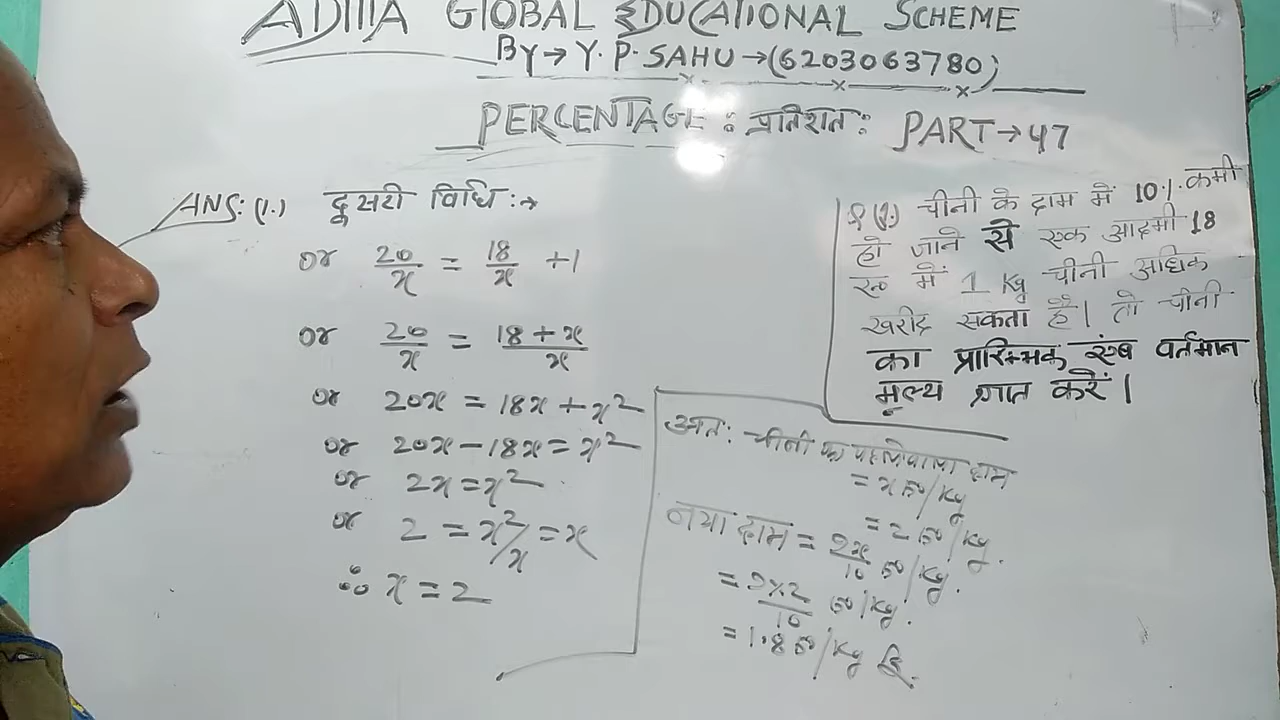 ADITIA GLOBAL EDUCATIONAL SCHEME
BY→Y.P.SAHU→(6203063780)
PERCENTAGE: प्रतिशत: PART→47
ANS:(1.) दूसरी विधि:→
or 20/x = 18/x +1
or 20/x = 18+x/x
or 20x = 18x+x²
or 20x-18x=x²
or 2x=x²
or 2 = x²/x = x
∴ x = 2
Q(1.) चीनी के दाम में 10% कमी
हो जाने से एक आदमी 18
रु० में 1 Kg चीनी अधिक
खरीद सकता है। तो चीनी
का प्रारम्भिक एंव वर्तमान
मूल्य ज्ञात करें।
अत: चीनी का पहलेवाला दाम
= x रु०/Kg
= 2 रु०/Kg.
नया दाम = 9x/10 रु०/Kg.
= 9×2/10 रु०/Kg.
= 1.8 रु०/Kg है.